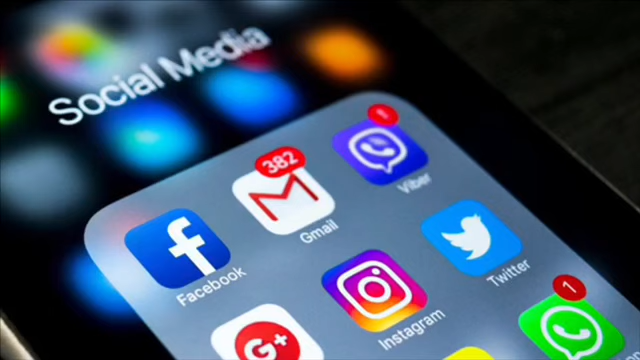 Social Media
382
1
Facebook
Gmail
Viber
G+
Instagram
Twitter
1